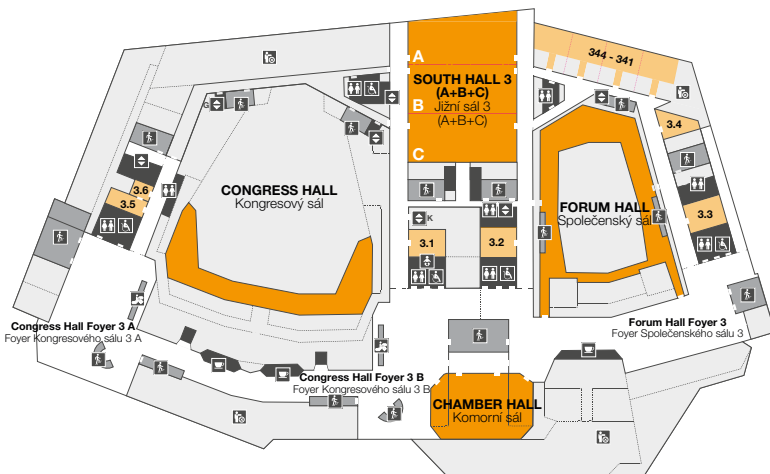 A
SOUTH HALL 3
(A+B+C)
B
Jižní sál 3
(A+B+C)
C
344 - 341
3.4
3.3
G
3.6
3.5
CONGRESS HALL
Kongresový sál
FORUM HALL
Společenský sál
K
3.1
3.2
Congress Hall Foyer 3 A
Foyer Kongresového sálu 3 A
Forum Hall Foyer 3
Foyer Společenského sálu 3
Congress Hall Foyer 3 B
Foyer Kongresového sálu 3 B
CHAMBER HALL
Komorní sál